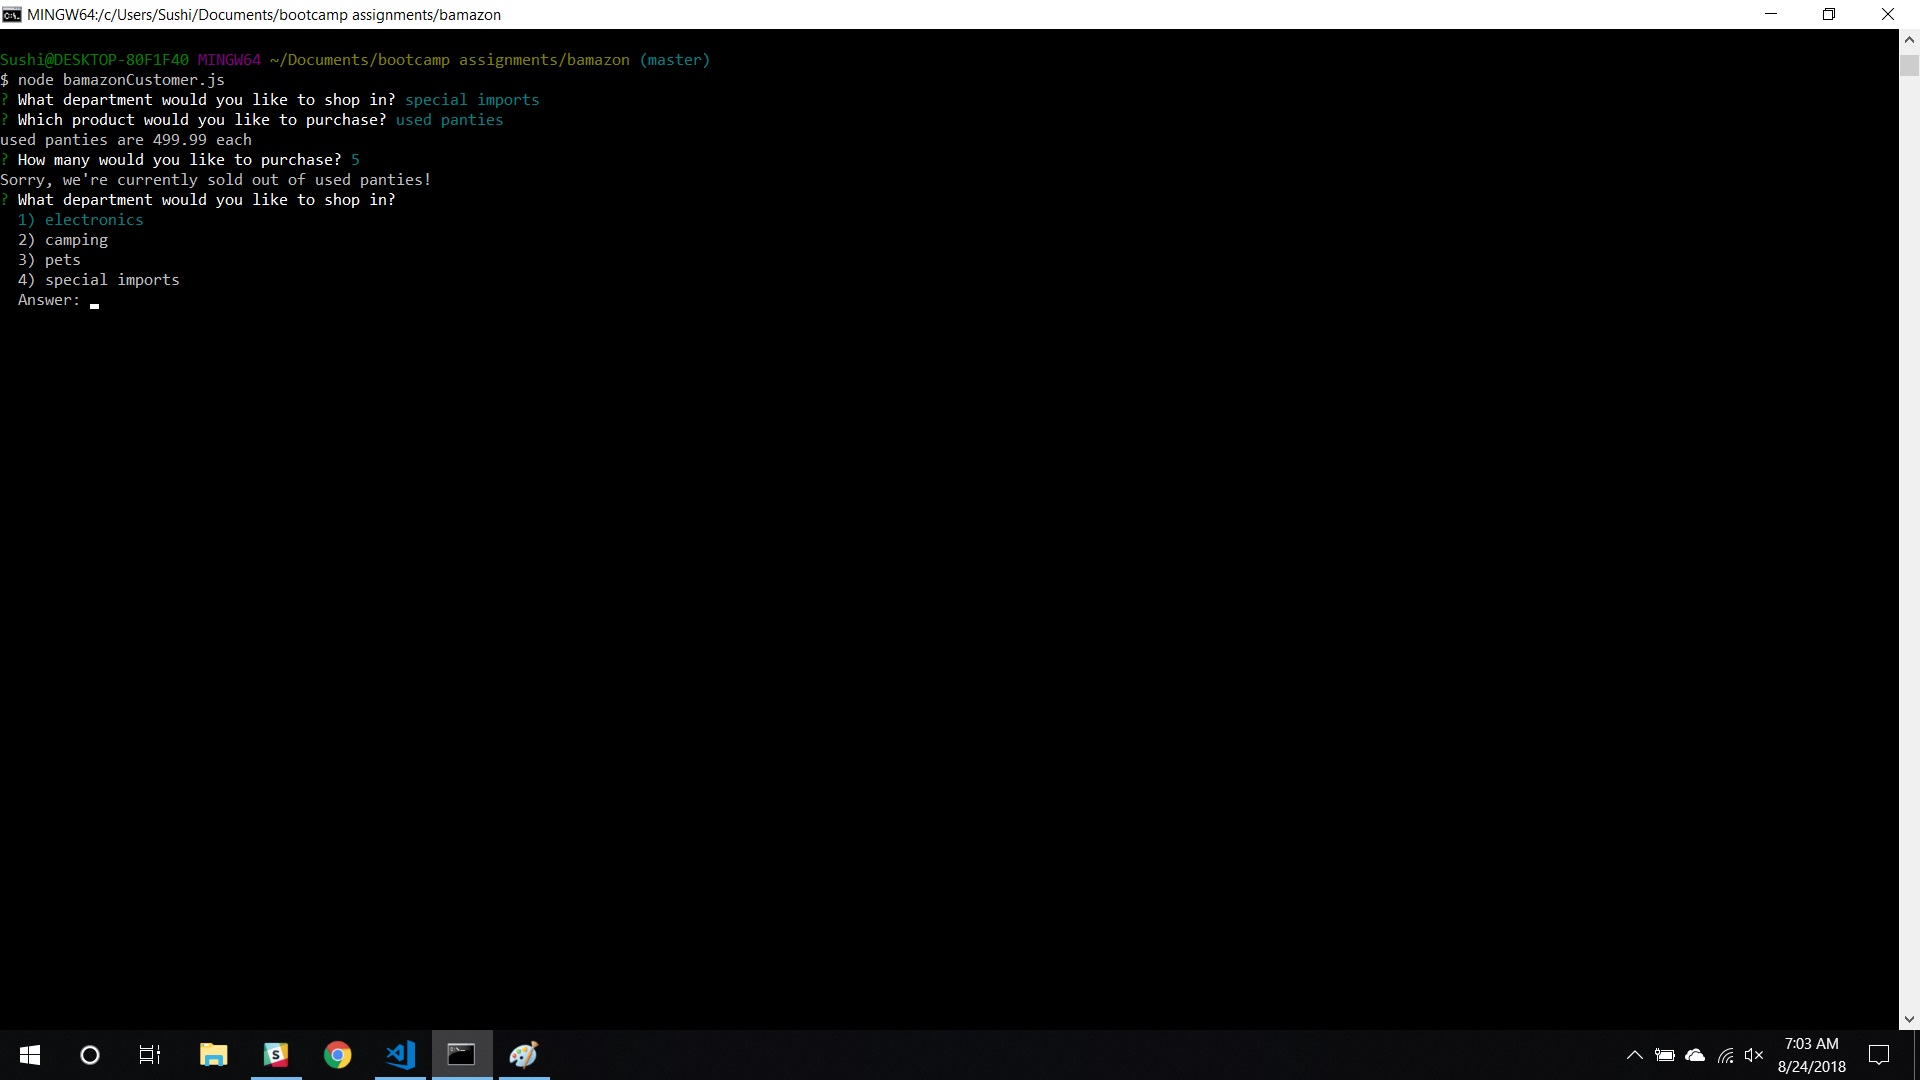 MINGW64:/c/Users/Sushi/Documents/bootcamp assignments/bamazon
Sushi@DESKTOP-80F1F40 MINGW64 ~/Documents/bootcamp assignments/bamazon (master)
$ node bamazonCustomer.js
? What department would you like to shop in? special imports
? Which product would you like to purchase? used panties
used panties are 499.99 each
? How many would you like to purchase? 5
Sorry, we're currently sold out of used panties!
? What department would you like to shop in?
1) electronics
2) camping
3) pets
4) special imports
Answer:
7:03 AM
8/24/2018